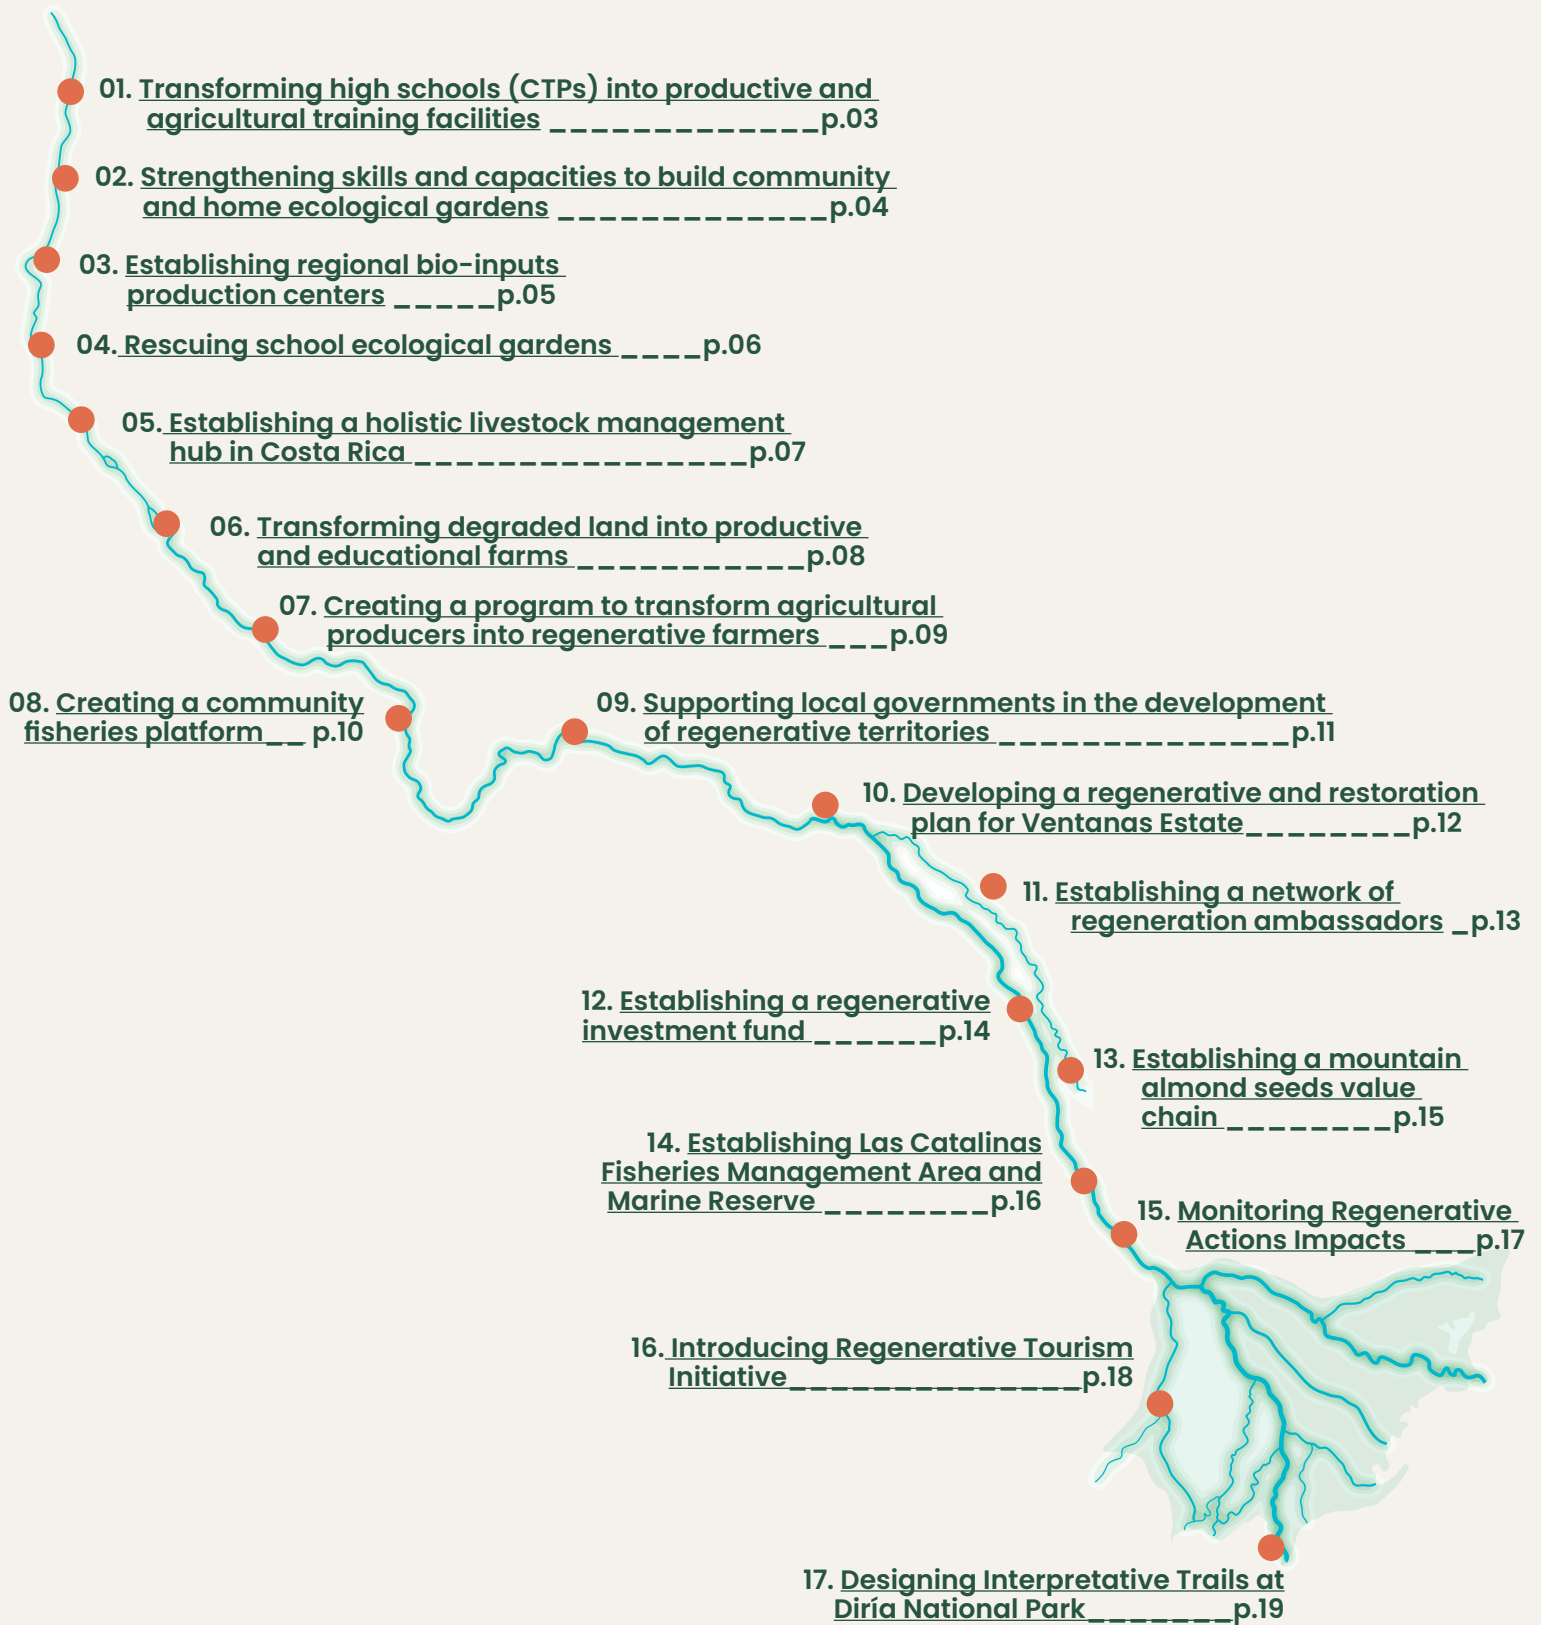 01. Transforming high schools (CTPs) into productive and
agricultural training facilities _____________p.03
02. Strengthening skills and capacities to build community
and home ecological gardens _____________p.04
03. Establishing regional bio-inputs
production centers _____p.05
04. Rescuing school ecological gardens ____p.06
05. Establishing a holistic livestock management
hub in Costa Rica ________________p.07
06. Transforming degraded land into productive
and educational farms ___________p.08
07. Creating a program to transform agricultural
producers into regenerative farmers ___p.09
08. Creating a community
fisheries platform__ p.10
09. Supporting local governments in the development
of regenerative territories ______________p.11
10. Developing a regenerative and restoration
plan for Ventanas Estate________p.12
11. Establishing a network of
regeneration ambassadors _p.13
12. Establishing a regenerative
investment fund ______p.14
13. Establishing a mountain
almond seeds value
chain ________p.15
14. Establishing Las Catalinas
Fisheries Management Area and
Marine Reserve ________p.16
15. Monitoring Regenerative
Actions Impacts ___p.17
16. Introducing Regenerative Tourism
Initiative______________p.18
17. Designing Interpretative Trails at
Diría National Park_______p.19